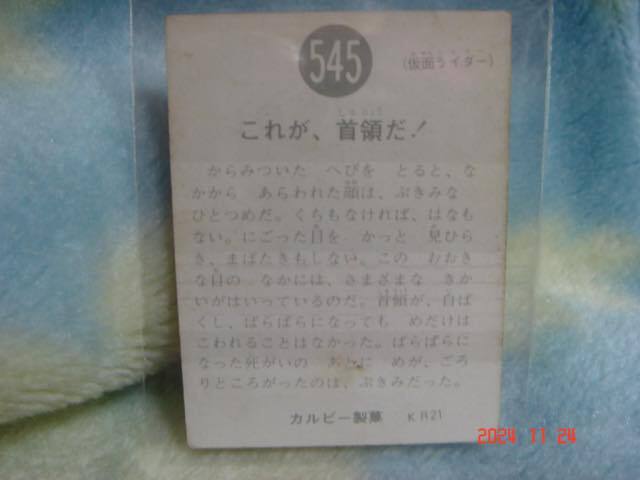 545
(仮面ライダー)
これが、首領だ!
からみついた へびを とると、な
かから あらわれた顔は、ぶきみな
ひとつめだ。くちもなければ、はなも
ない。にごった目を かっと 見ひら
き、まばたきもしない。この おおき
な目の なかには、さまざまな きか
いがはいっているのだ。首領が、自ば
くし、ばらばらになっても めだけは
こわれることはなかった。ばらばらに
なった死がいの あとに めが、ごろ
りところがったのは、ぶきみだった。
カルビー製菓 KR21
2024 11 24